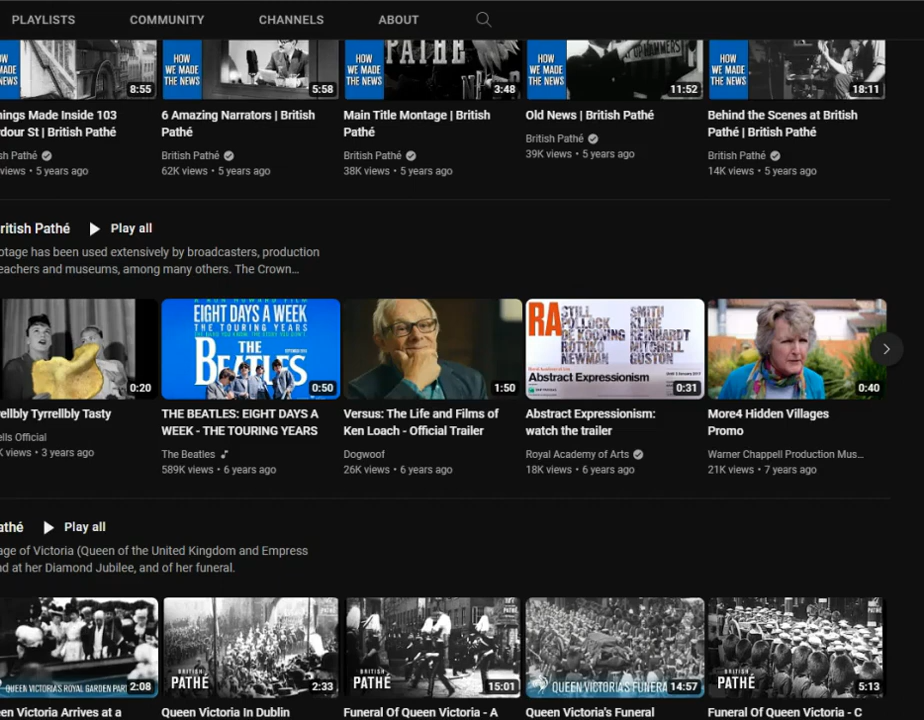 PLAYLISTS COMMUNITY CHANNELS ABOUT
HOW
WE MADE
THE NEWS
8:55
HOW
WE MADE
THE NEWS
5:58
HOW
WE MADE
THE NEWS
PATHÉ
3:48
HOW
WE MADE
THE NEWS
11:52
HOW
WE MADE
THE NEWS
18:11
ings Made Inside 103
dour St | British Pathé
sh Pathé
views • 5 years ago
6 Amazing Narrators | British
Pathé
British Pathé
62K views • 5 years ago
Main Title Montage | British
Pathé
British Pathé
38K views • 5 years ago
Old News | British Pathé
British Pathé
39K views • 5 years ago
Behind the Scenes at British
Pathé | British Pathé
British Pathé
14K views • 5 years ago
ritish Pathé Play all
otage has been used extensively by broadcasters, production
eachers and museums, among many others. The Crown...
0:20
EIGHT DAYS A WEEK
THE TOURING YEARS
THE
BEATLES
0:50
1:50
RA
STILL
POLLOCK
DE KOONING
ROTHKO
NEWMAN
SMITH
KLINE
REINHARDT
MITCHELL
GUSTON
Abstract Expressionism
0:31
0:40
ellbly Tyrrellbly Tasty
ells Official
K views • 3 years ago
THE BEATLES: EIGHT DAYS A
WEEK - THE TOURING YEARS
The Beatles
589K views • 6 years ago
Versus: The Life and Films of
Ken Loach - Official Trailer
Dogwoof
26K views • 6 years ago
Abstract Expressionism:
watch the trailer
Royal Academy of Arts
18K views • 6 years ago
More4 Hidden Villages
Promo
Warner Chappell Production Mus...
21K views • 7 years ago
athé Play all
age of Victoria (Queen of the United Kingdom and Empress
nd at her Diamond Jubilee, and of her funeral.
QUEEN VICTORIA'S ROYAL GARDEN PAR
2:08
BRITISH
PATHÉ
2:33
BRITISH
PATHÉ
15:01
QUEEN VICTORIA'S FUNERA
14:57
BRITISH
PATHÉ
5:13
en Victoria Arrives at a
Queen Victoria In Dublin
Funeral Of Queen Victoria - A
Queen Victoria's Funeral
Funeral Of Queen Victoria - C